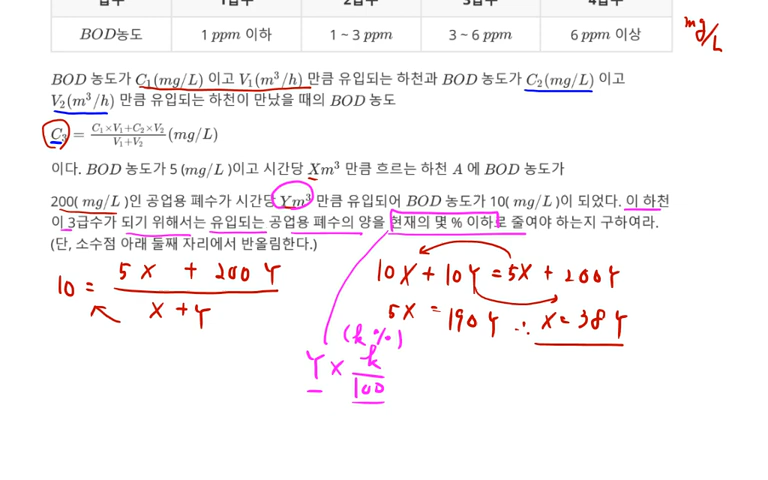 BOD농도 1 ppm 이하 1 ~ 3 ppm 3 ~ 6 ppm 6 ppm 이상
mg/L
BOD 농도가 C₁(mg/L) 이고 V₁(m³/h) 만큼 유입되는 하천과 BOD 농도가 C₂(mg/L) 이고
V₂(m³/h) 만큼 유입되는 하천이 만났을 때의 BOD 농도
C₃ = (C₁×V₁+C₂×V₂)/(V₁+V₂) (mg/L)
이다. BOD 농도가 5 (mg/L )이고 시간당 Xm³ 만큼 흐르는 하천 A 에 BOD 농도가
200( mg/L )인 공업용 폐수가 시간당 Ym³ 만큼 유입되어 BOD 농도가 10( mg/L )이 되었다. 이 하천
이 3급수가 되기 위해서는 유입되는 공업용 폐수의 양을 현재의 몇 % 이하로 줄여야 하는지 구하여라.
(단, 소수점 아래 둘째 자리에서 반올림한다.)
10 = (5X + 200Y)/(X+Y)
10X + 10Y = 5X + 200Y
5X = 190Y ∴ X = 38Y
(k%)
Y × k/100